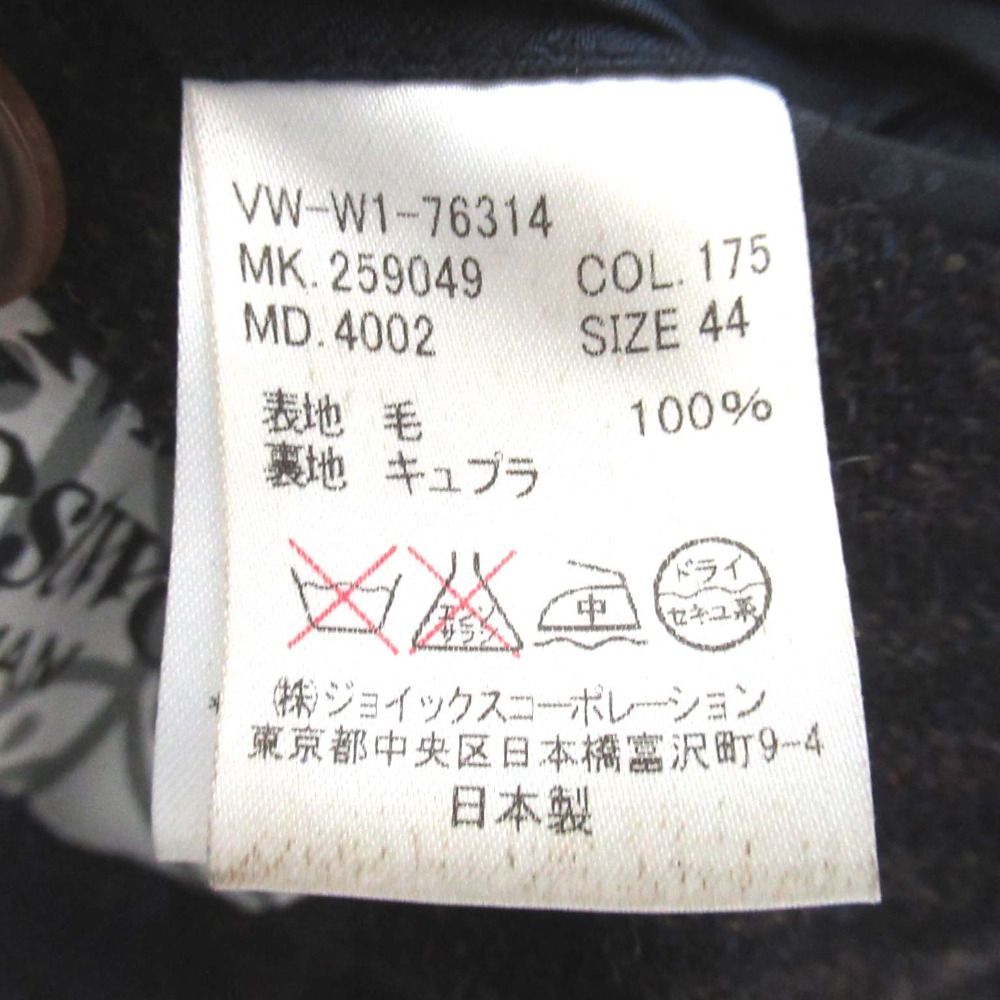 VW-W1-76314
MK. 259049 COL. 175
MD. 4002 SIZE 44
表地 毛 100%
裏地 キュプラ
エンソ
サラシ
中
ドライ
セキユ系
㈱ジョイックスコーポレーション
東京都中央区日本橋富沢町9-4
日本製
MAN